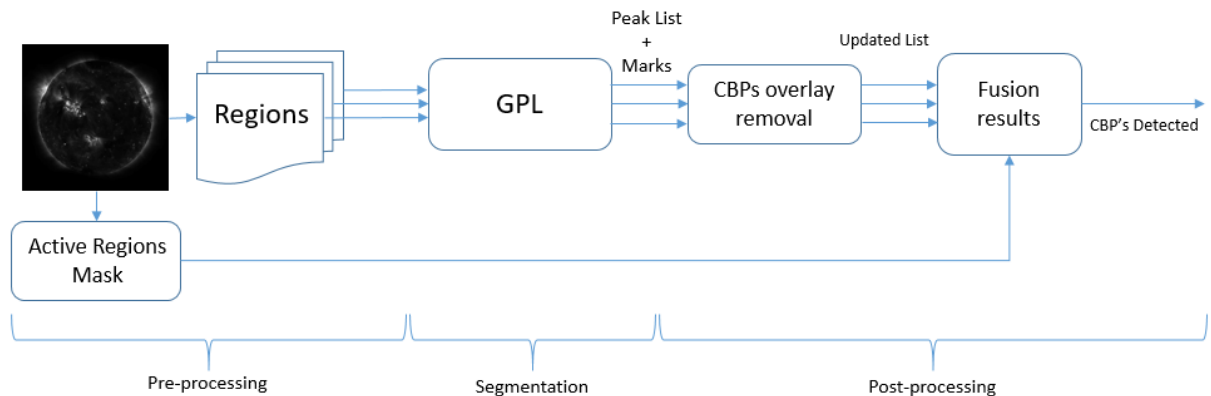 Peak List
+
Marks
Updated List
Regions
GPL
CBPs overlay
removal
Fusion
results
CBP's Detected
Active Regions
Mask
Pre-processing
Segmentation
Post-processing